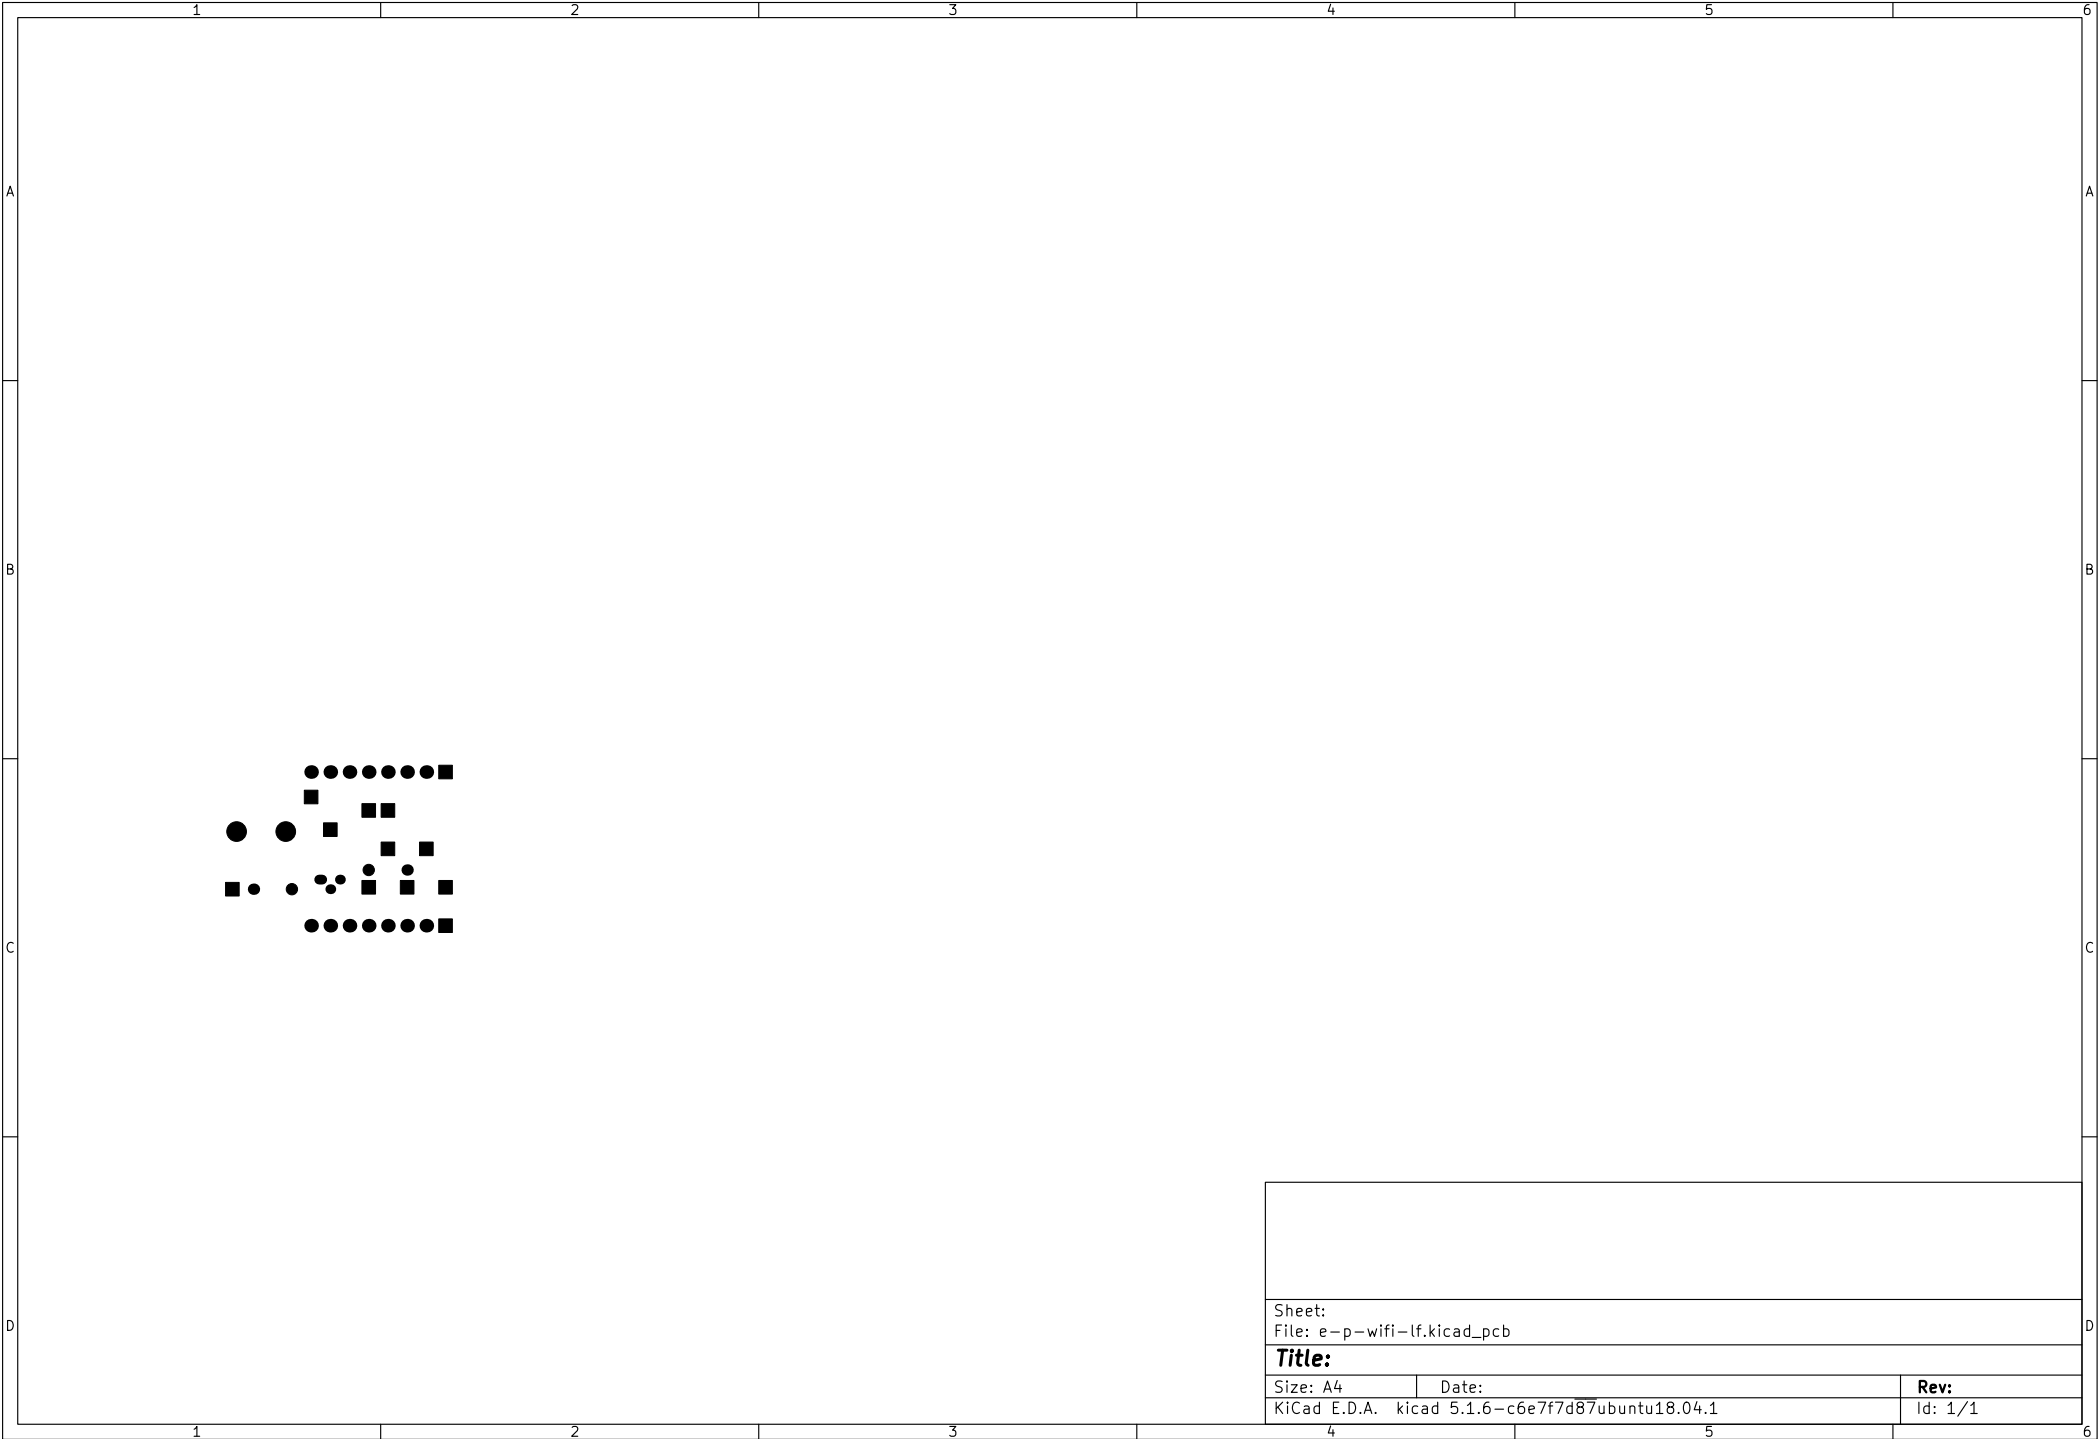 1 2 3 4 5 6
A A
B B
C C
Sheet:
File: e-p-wifi-lf.kicad_pcb
D D
Title:
Size: A4 Date: Rev:
KiCad E.D.A. kicad 5.1.6-c6e7f7d87ubuntu18.04.1 Id: 1/1
1 2 3 4 5 6